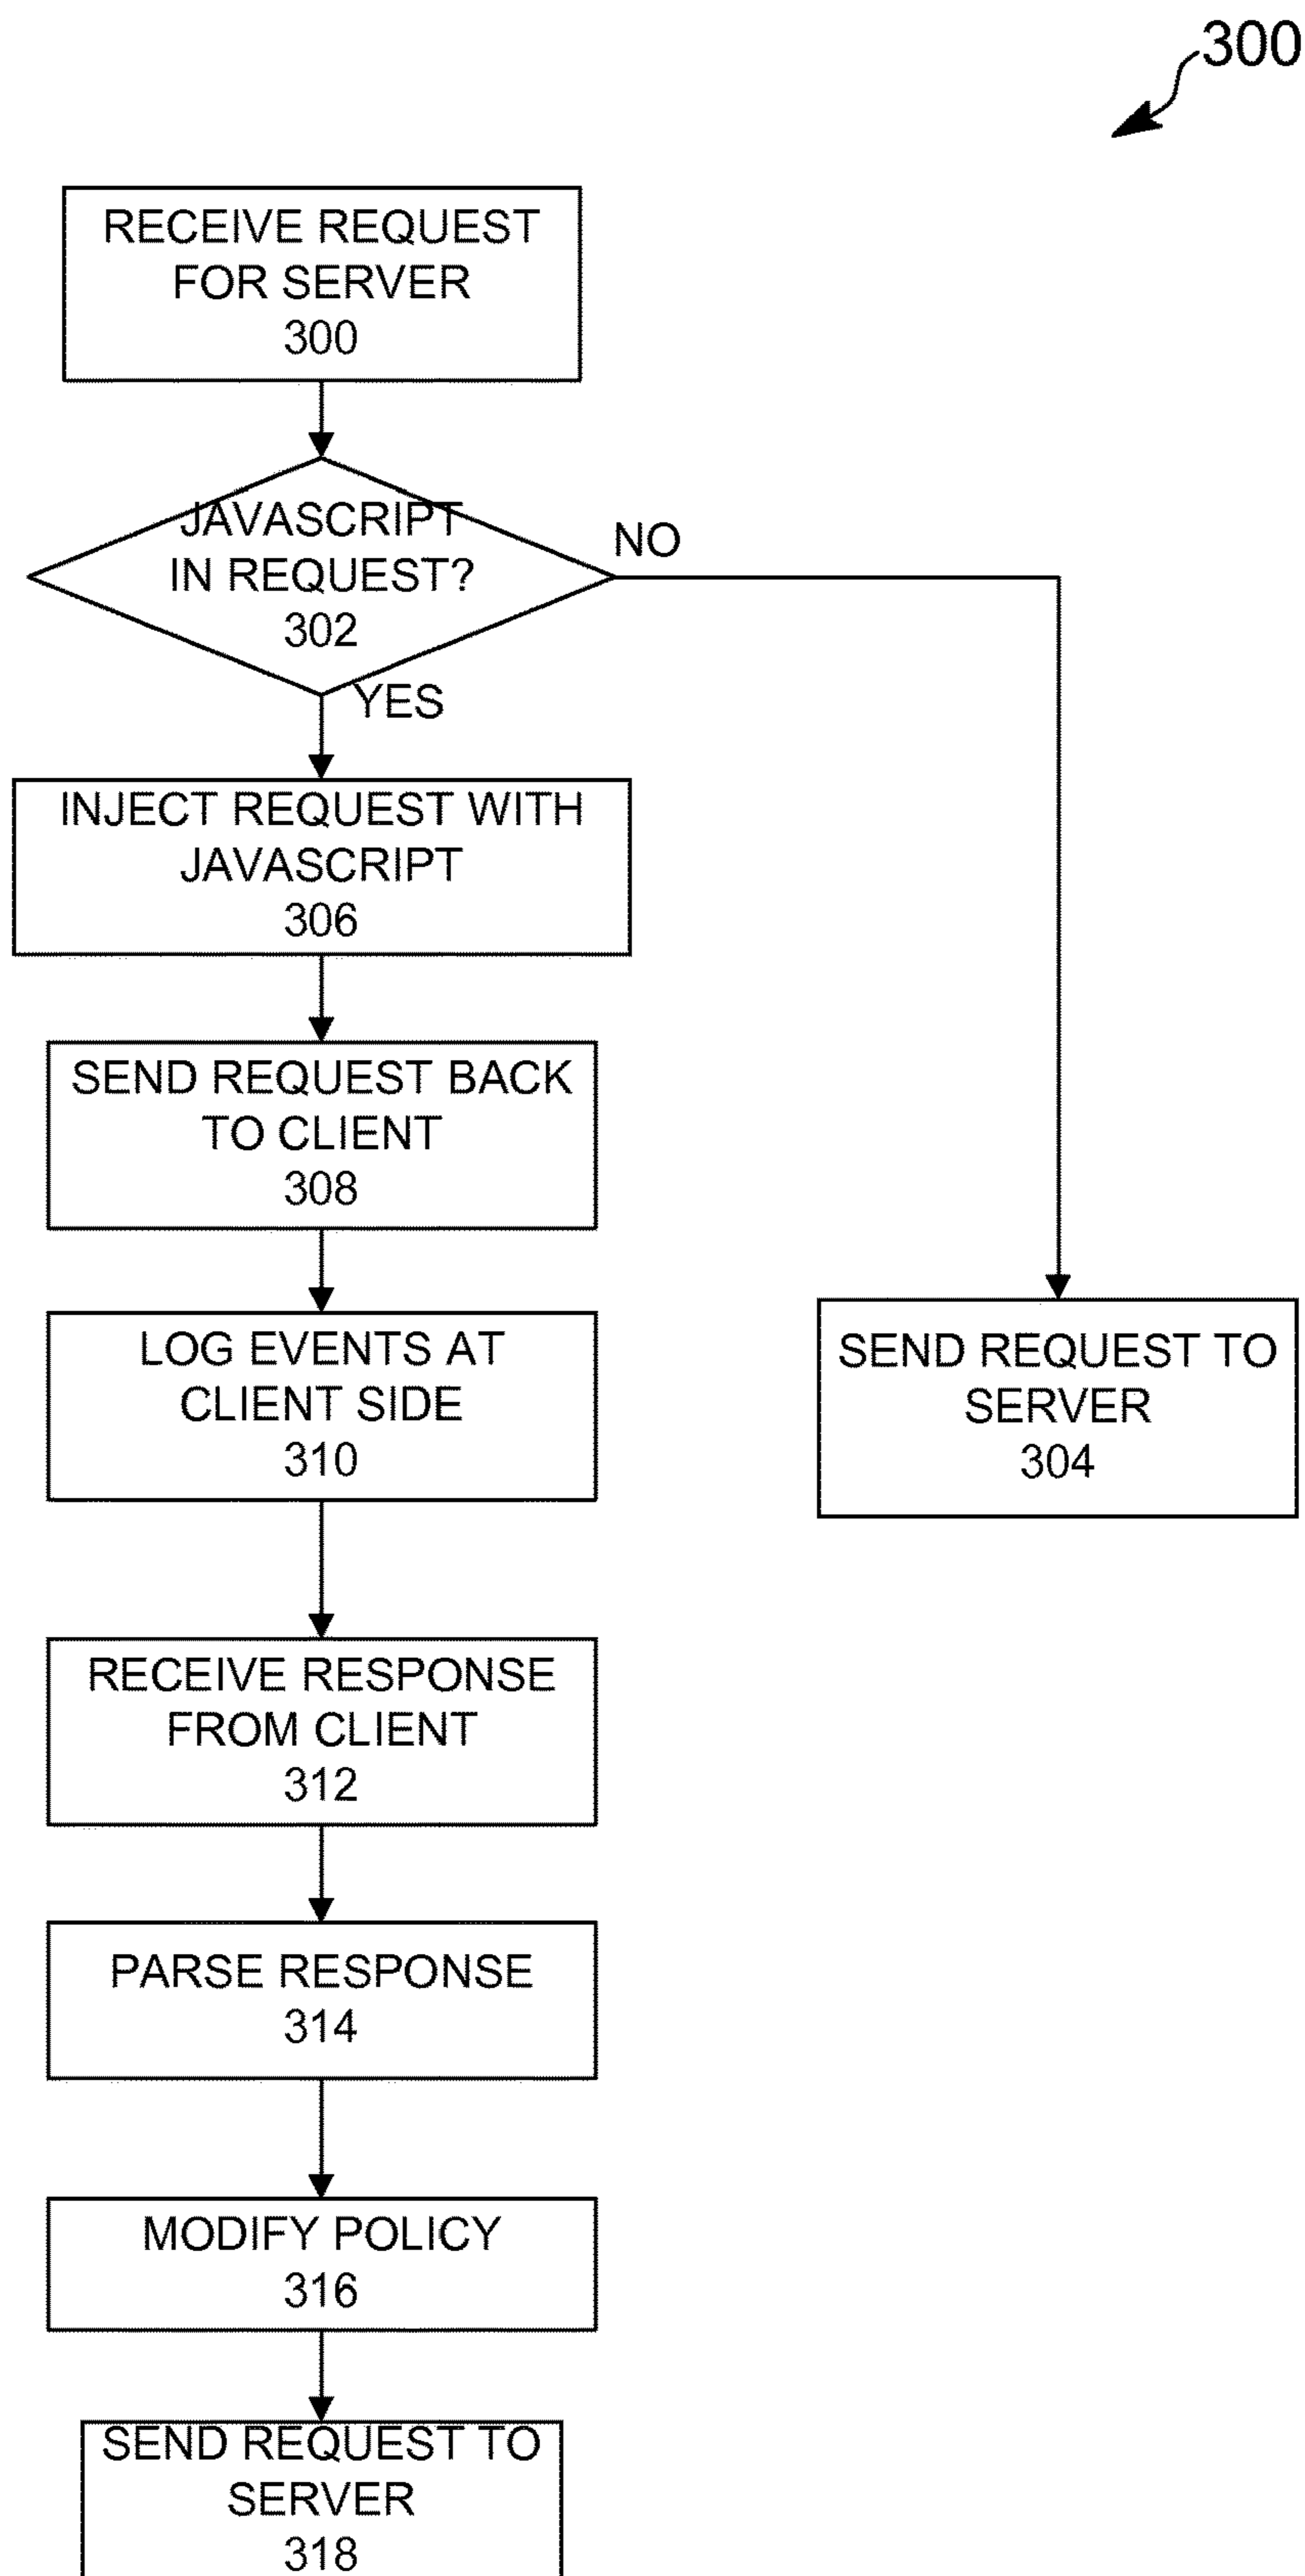 300
RECEIVE REQUEST
FOR SERVER
300
JAVASCRIPT
IN REQUEST?
302
NO
YES
INJECT REQUEST WITH
JAVASCRIPT
306
SEND REQUEST BACK
TO CLIENT
308
LOG EVENTS AT
CLIENT SIDE
310
SEND REQUEST TO
SERVER
304
RECEIVE RESPONSE
FROM CLIENT
312
PARSE RESPONSE
314
MODIFY POLICY
316
SEND REQUEST TO
SERVER
318